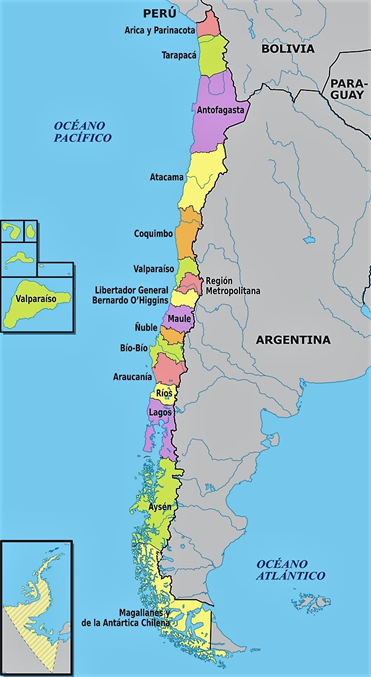 PERÚ
Arica y Parinacota
BOLIVIA
Tarapacá
PARA-
GUAY
Antofagasta
OCÉANO
PACÍFICO
Atacama
Coquimbo
Valparaíso
Región
Metropolitana
Libertador General
Bernardo O'Higgins
Valparaíso
Maule
Ñuble
ARGENTINA
Bío-Bío
Araucanía
Ríos
Lagos
Aysén
OCÉANO
ATLÁNTICO
Magallanes y
de la Antártica Chilena